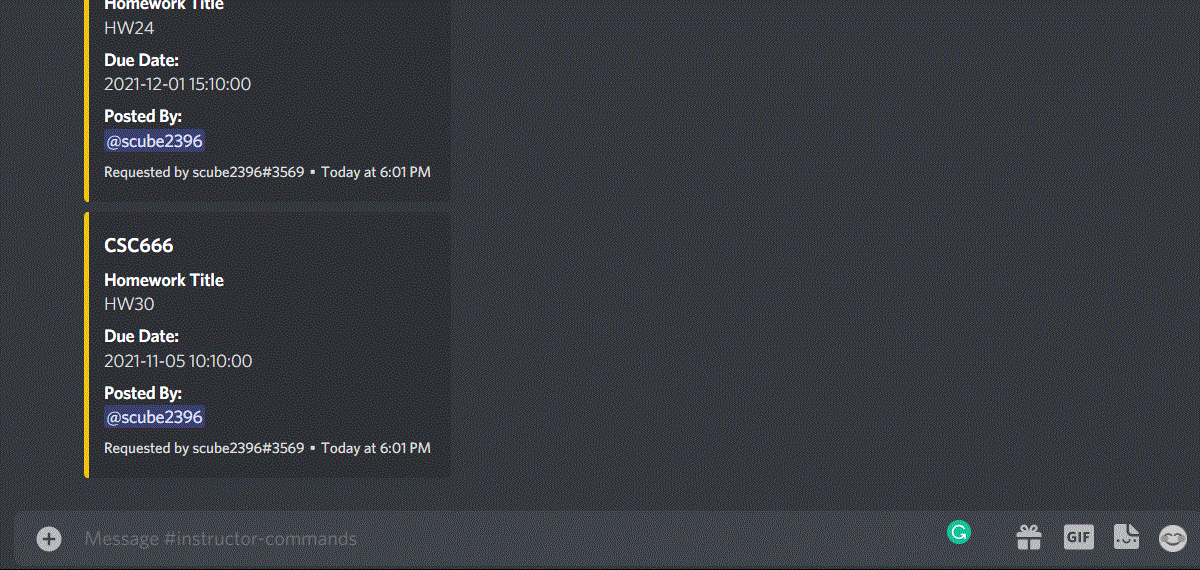 Homework Title
HW24
Due Date:
2021-12-01 15:10:00
Posted By:
@scube2396
Requested by scube2396#3569 • Today at 6:01 PM
CSC666
Homework Title
HW30
Due Date:
2021-11-05 10:10:00
Posted By:
@scube2396
Requested by scube2396#3569 • Today at 6:01 PM
Message #instructor-commands
GIF